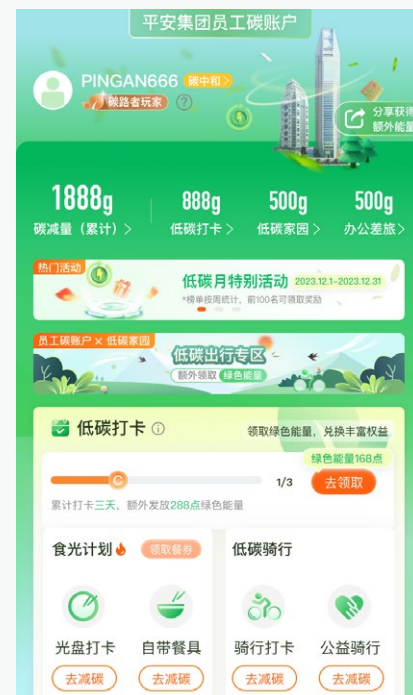 平安集团员工碳账户
PINGAN666 碳中和>
碳路者玩家 ?
分享获得
额外能量
1888g 888g 500g 500g
碳减量（累计）> 低碳打卡> 低碳家园> 办公差旅>
热门活动
低碳月特别活动 2023.12.1-2023.12.31
*榜单按周统计，前100名可领取奖励
员工碳账户×低碳家园
低碳出行专区
额外领取 绿色能量
低碳打卡 领取绿色能量，兑换丰富权益
绿色能量168点
C 1/3 去领取
累计打卡三天，额外发放288点绿色能量
食光计划 领取餐券 低碳骑行
光盘打卡 自带餐具 骑行打卡 公益骑行
去减碳 去减碳 去减碳 去减碳